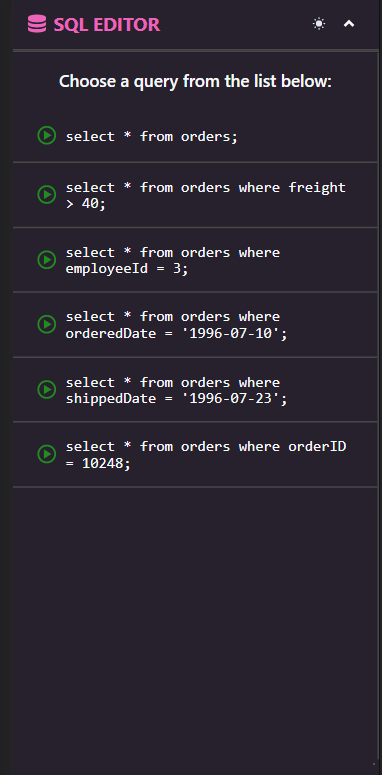 SQL EDITOR
Choose a query from the list below:
select * from orders;
select * from orders where freight
> 40;
select * from orders where
employeeId = 3;
select * from orders where
orderedDate = '1996-07-10';
select * from orders where
shippedDate = '1996-07-23';
select * from orders where orderID
= 10248;